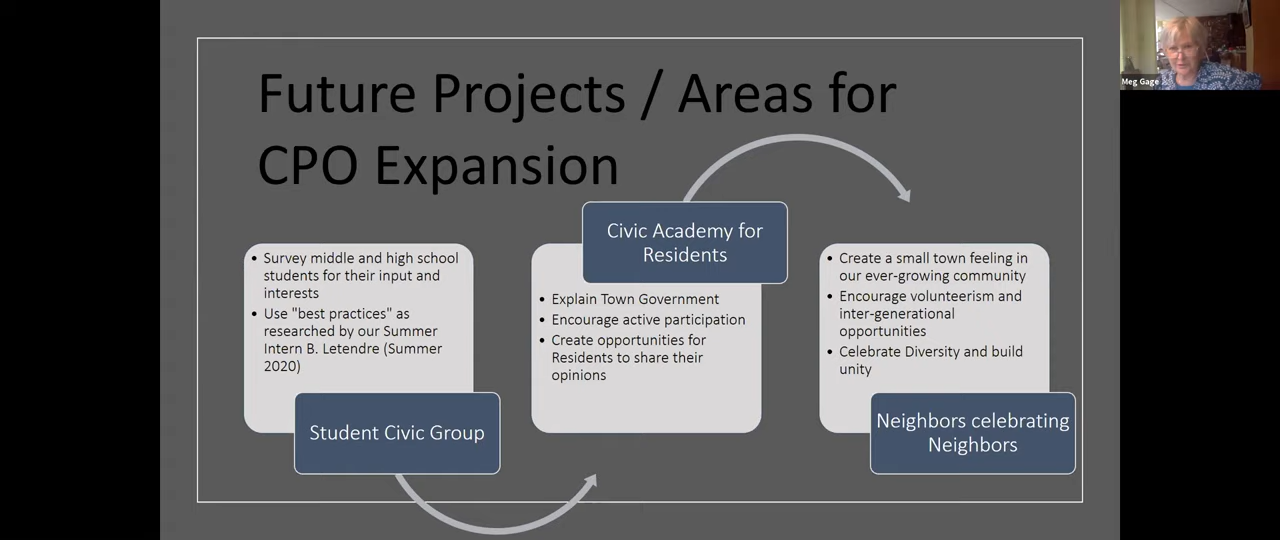 Future Projects / Areas for
CPO Expansion
Meg Gage
• Survey middle and high school
students for their input and
interests
• Use "best practices" as
researched by our Summer
Intern B. Letendre (Summer
2020)
Student Civic Group
Civic Academy for
Residents
• Explain Town Government
• Encourage active participation
• Create opportunities for
Residents to share their
opinions
• Create a small town feeling in
our ever-growing community
• Encourage volunteerism and
inter-generational
opportunities
• Celebrate Diversity and build
unity
Neighbors celebrating
Neighbors